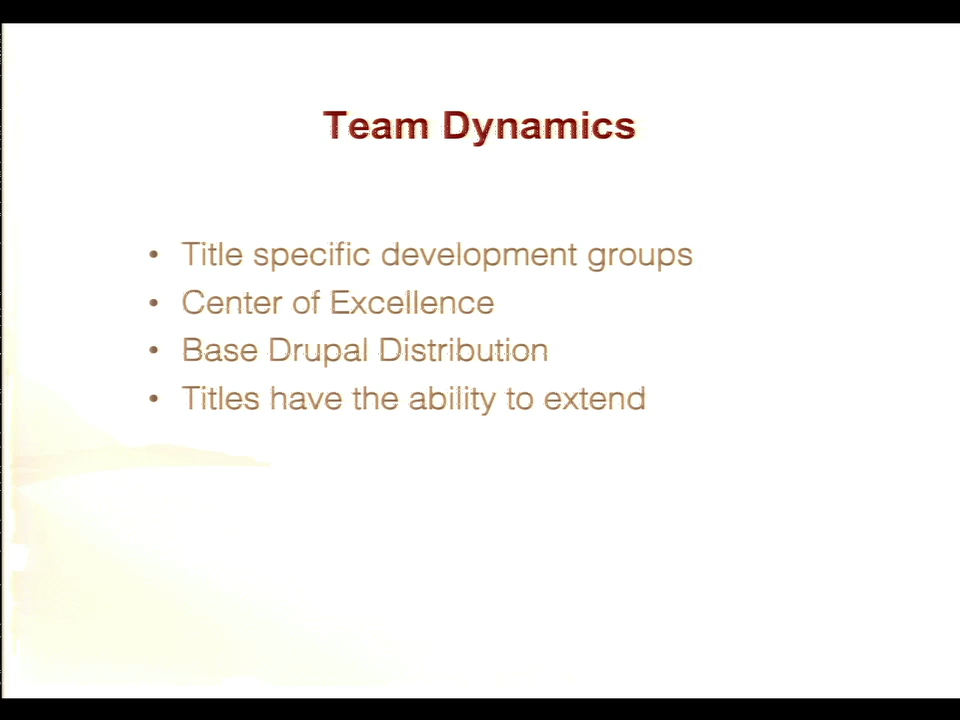 Team Dynamics
• Title specific development groups
• Center of Excellence
• Base Drupal Distribution
• Titles have the ability to extend